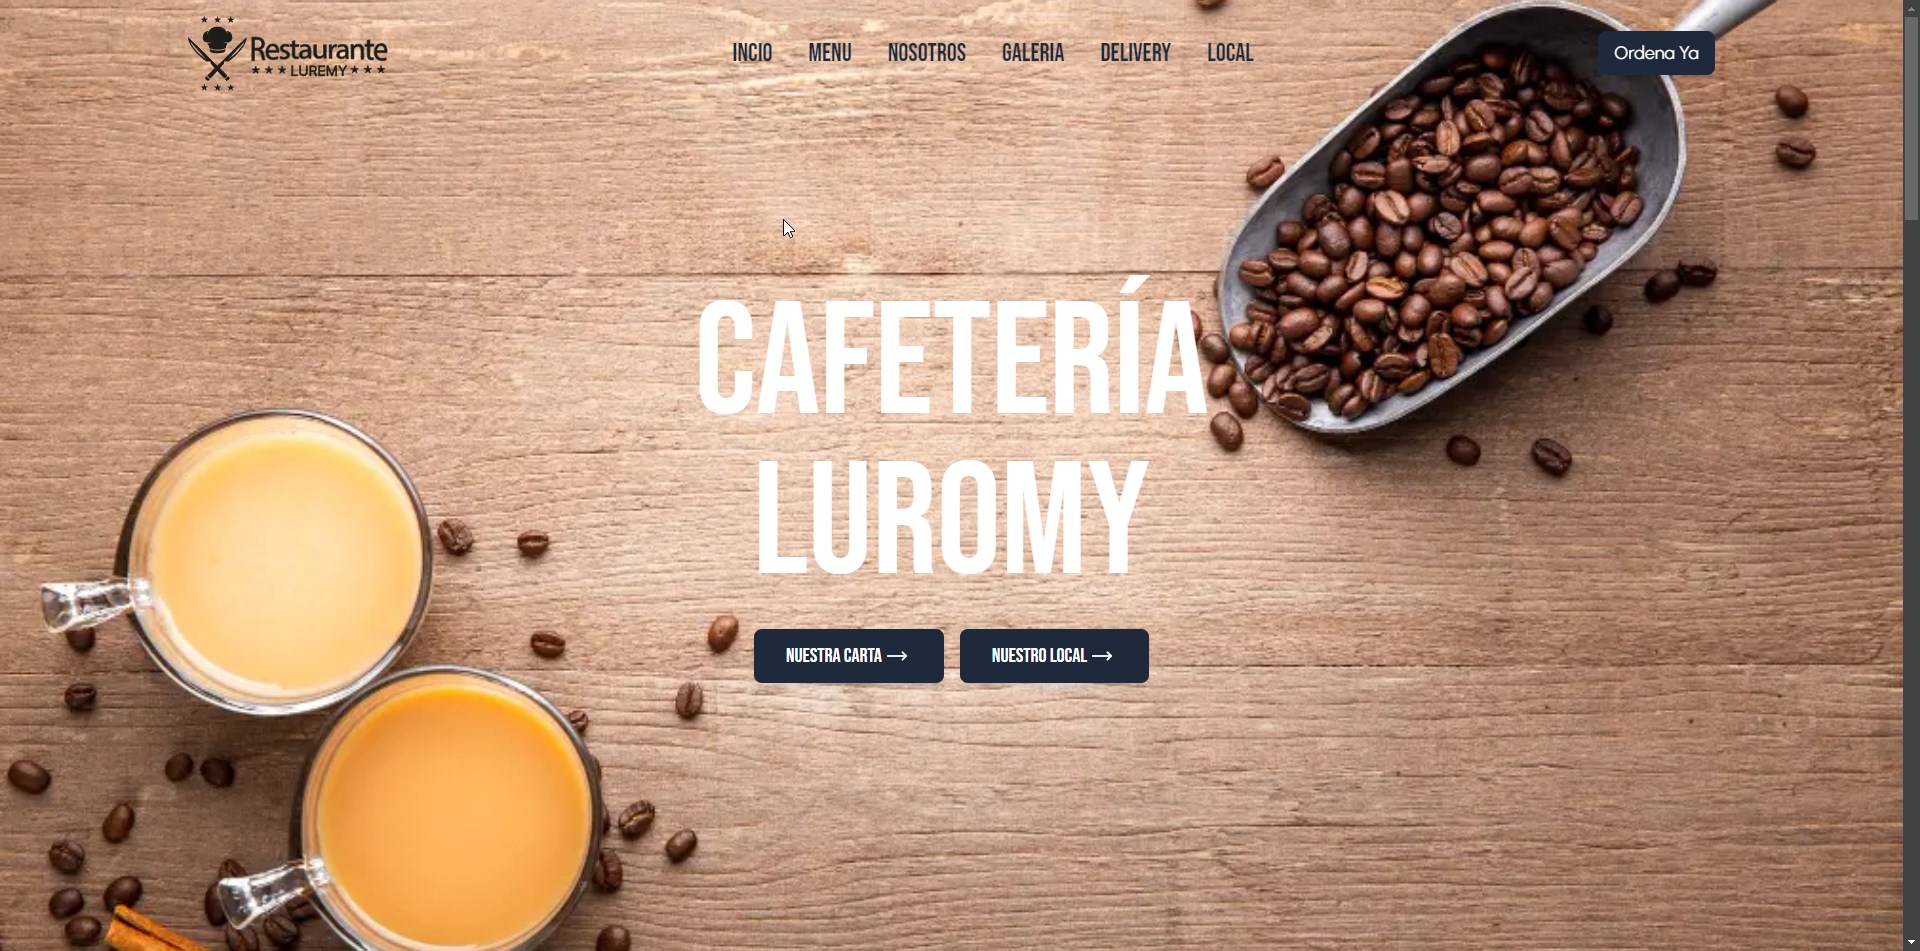 Restaurante
LUREMY
INCIO
MENU
NOSOTROS
GALERIA
DELIVERY
LOCAL
Ordena Ya
CAFETERÍA
LUROMY
NUESTRA CARTA
NUESTRO LOCAL